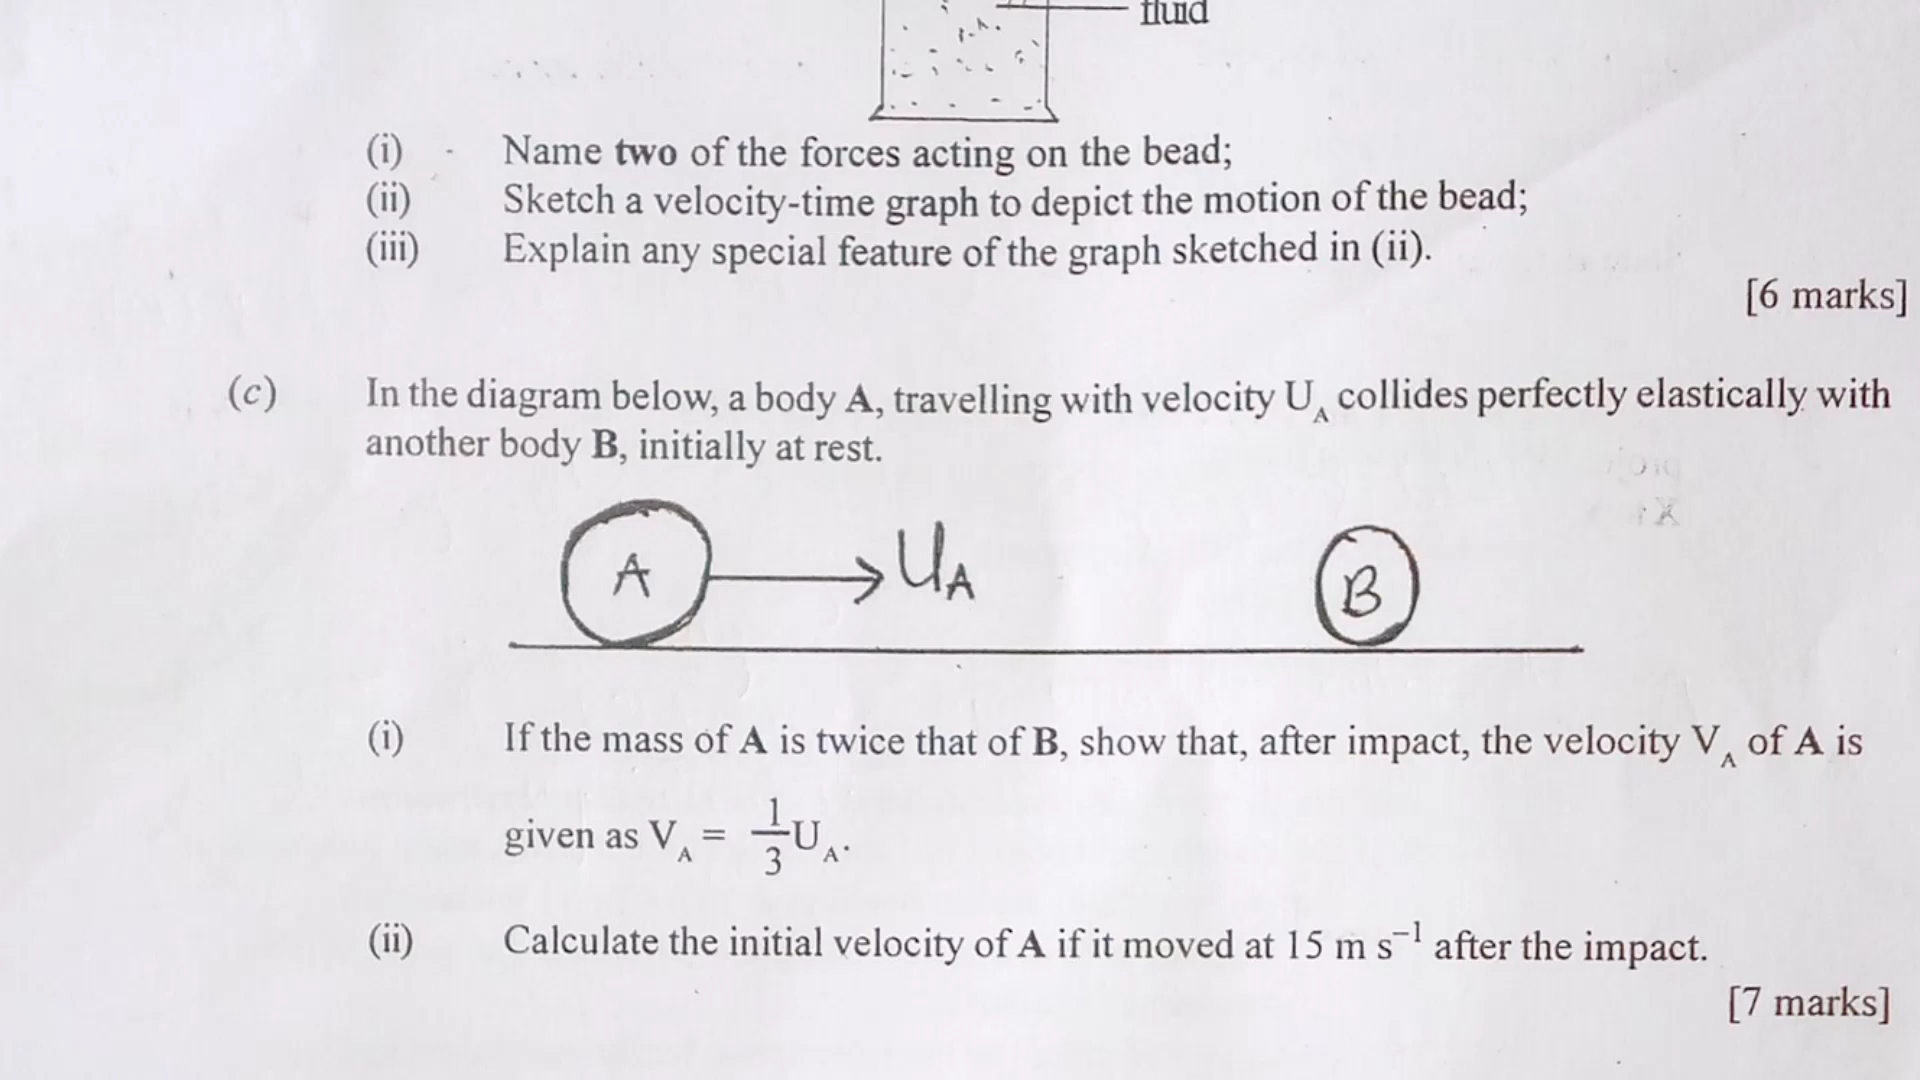 fluid
(i) Name two of the forces acting on the bead;
(ii) Sketch a velocity-time graph to depict the motion of the bead;
(iii) Explain any special feature of the graph sketched in (ii).
[6 marks]
(c) In the diagram below, a body A, travelling with velocity U_A collides perfectly elastically with
another body B, initially at rest.
A → U_A B
(i) If the mass of A is twice that of B, show that, after impact, the velocity V_A of A is
given as V_A = 1/3 U_A.
(ii) Calculate the initial velocity of A if it moved at 15 m s⁻¹ after the impact.
[7 marks]